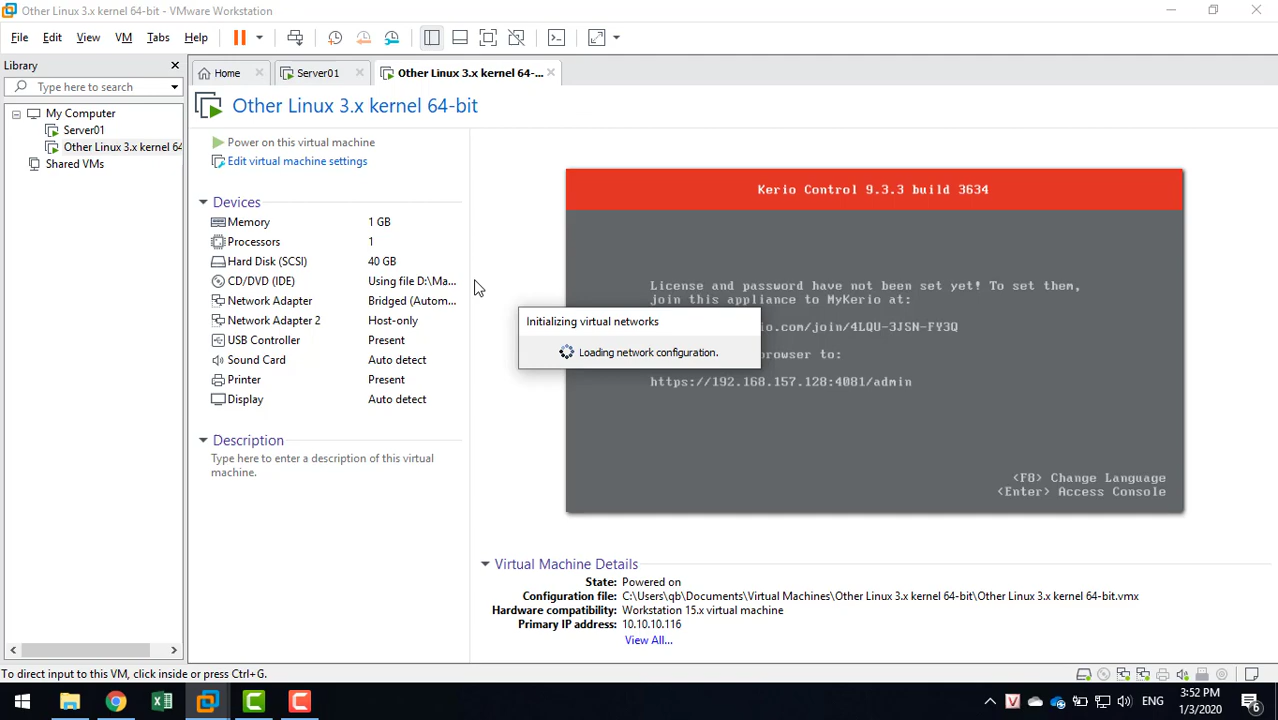 Other Linux 3.x kernel 64-bit - VMware Workstation
File Edit View VM Tabs Help
Library
Type here to search
My Computer
Server01
Other Linux 3.x kernel 64
Shared VMs
Home
Server01
Other Linux 3.x kernel 64-...
Other Linux 3.x kernel 64-bit
Power on this virtual machine
Edit virtual machine settings
Devices
Memory 1 GB
Processors 1
Hard Disk (SCSI) 40 GB
CD/DVD (IDE) Using file D:\Ma...
Network Adapter Bridged (Autom...
Network Adapter 2 Host-only
USB Controller Present
Sound Card Auto detect
Printer Present
Display Auto detect
Description
Type here to enter a description of this virtual
machine.
Kerio Control 9.3.3 build 3634
License and password have not been set yet! To set them,
join this appliance to MyKerio at:
io.com/join/4LQU-3JSN-FY3Q
browser to:
https://192.168.157.128:4081/admin
<F8> Change Language
<Enter> Access Console
Initializing virtual networks
Loading network configuration.
Virtual Machine Details
State: Powered on
Configuration file: C:\Users\qb\Documents\Virtual Machines\Other Linux 3.x kernel 64-bit\Other Linux 3.x kernel 64-bit.vmx
Hardware compatibility: Workstation 15.x virtual machine
Primary IP address: 10.10.10.116
View All...
To direct input to this VM, click inside or press Ctrl+G.
ENG
3:52 PM
1/3/2020
6